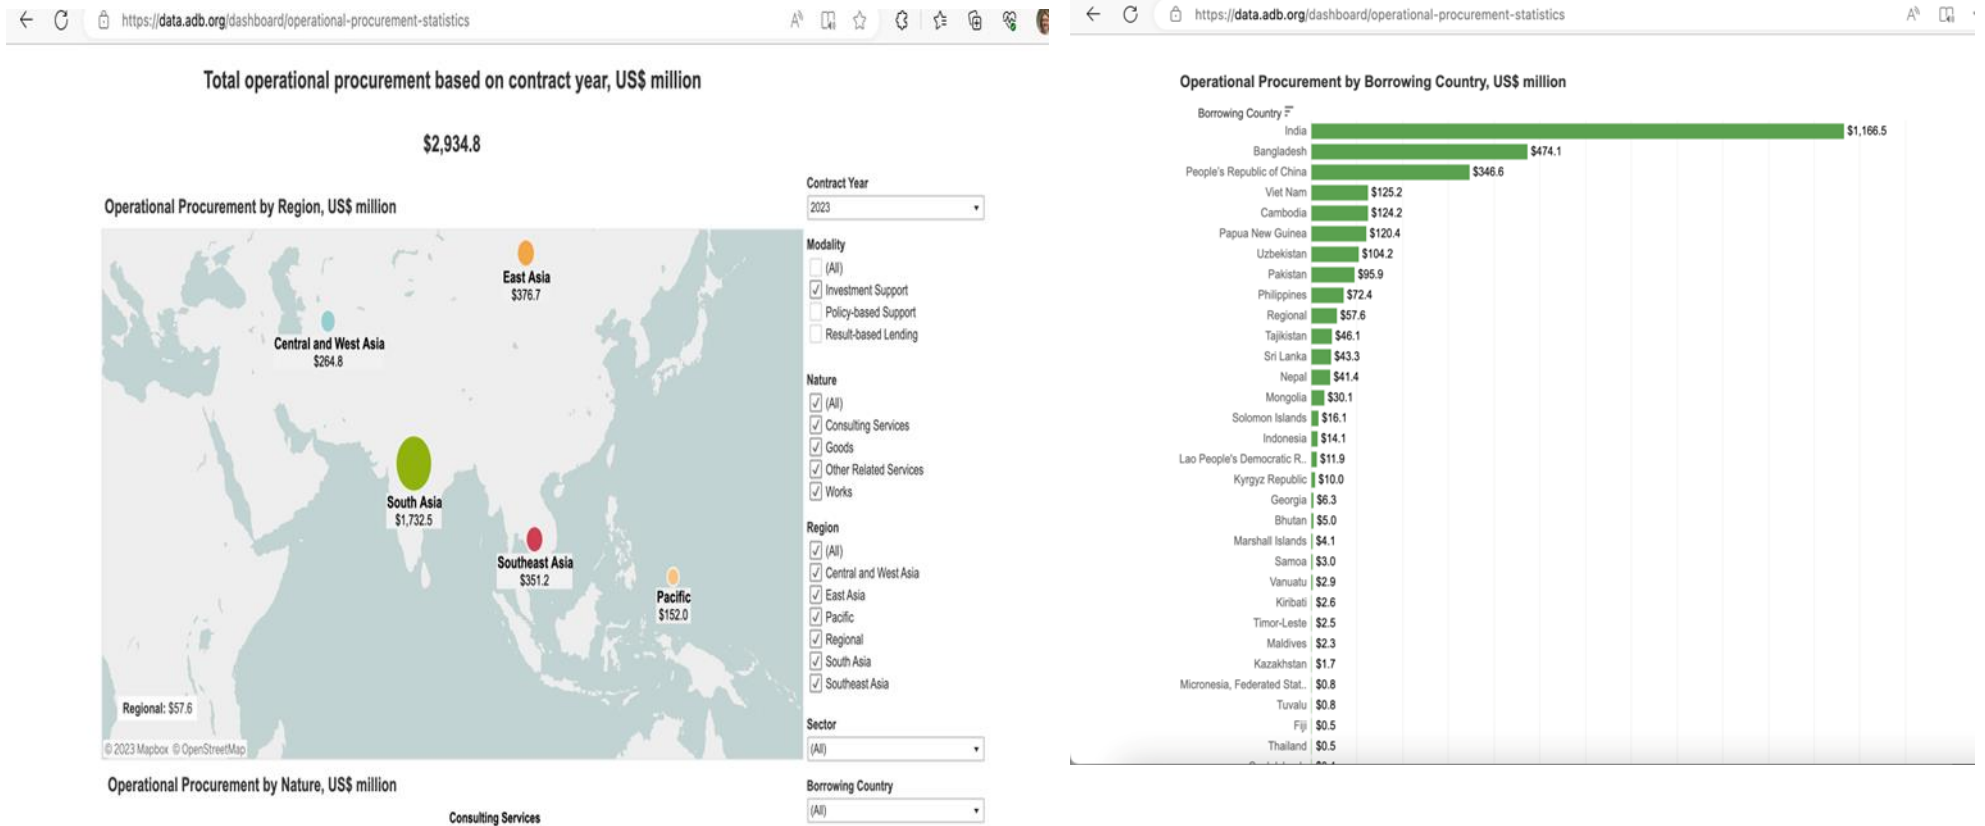 https://data.adb.org/dashboard/operational-procurement-statistics
Total operational procurement based on contract year, US$ million
$2,934.8
Operational Procurement by Region, US$ million
East Asia
$376.7
Central and West Asia
$264.8
South Asia
$1,732.5
Southeast Asia
$351.2
Pacific
$152.0
Regional: $57.6
© 2023 Mapbox © OpenStreetMap
Contract Year
2023
Modality
(All)
Investment Support
Policy-based Support
Result-based Lending
Nature
(All)
Consulting Services
Goods
Other Related Services
Works
Region
(All)
Central and West Asia
East Asia
Pacific
Regional
South Asia
Southeast Asia
Sector
(All)
Borrowing Country
(All)
Operational Procurement by Nature, US$ million
Consulting Services
https://data.adb.org/dashboard/operational-procurement-statistics
Operational Procurement by Borrowing Country, US$ million
Borrowing Country
India $1,166.5
Bangladesh $474.1
People's Republic of China $346.6
Viet Nam $125.2
Cambodia $124.2
Papua New Guinea $120.4
Uzbekistan $104.2
Pakistan $95.9
Philippines $72.4
Regional $57.6
Tajikistan $46.1
Sri Lanka $43.3
Nepal $41.4
Mongolia $30.1
Solomon Islands $16.1
Indonesia $14.1
Lao People's Democratic R.. $11.9
Kyrgyz Republic $10.0
Georgia $6.3
Bhutan $5.0
Marshall Islands $4.1
Samoa $3.0
Vanuatu $2.9
Kiribati $2.6
Timor-Leste $2.5
Maldives $2.3
Kazakhstan $1.7
Micronesia, Federated Stat.. $0.8
Tuvalu $0.8
Fiji $0.5
Thailand $0.5